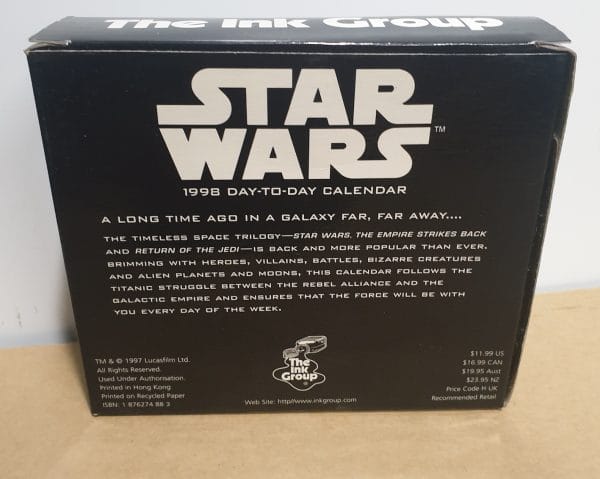 The Ink Group
STAR
WARS™
1998 DAY-TO-DAY CALENDAR
A LONG TIME AGO IN A GALAXY FAR, FAR AWAY....
THE TIMELESS SPACE TRILOGY—STAR WARS, THE EMPIRE STRIKES BACK
AND RETURN OF THE JEDI—IS BACK AND MORE POPULAR THAN EVER.
BRIMMING WITH HEROES, VILLAINS, BATTLES, BIZARRE CREATURES
AND ALIEN PLANETS AND MOONS, THIS CALENDAR FOLLOWS THE
TITANIC STRUGGLE BETWEEN THE REBEL ALLIANCE AND THE
GALACTIC EMPIRE AND ENSURES THAT THE FORCE WILL BE WITH
YOU EVERY DAY OF THE WEEK.
TM & © 1997 Lucasfilm Ltd.
All Rights Reserved.
Used Under Authorisation.
Printed in Hong Kong
Printed on Recycled Paper
ISBN: 1 876274 88 3
The
Ink
Group®
Web Site: http//www.inkgroup.com
$11.99 US
$16.99 CAN
$19.95 Aust
$23.95 NZ
Price Code H UK
Recommended Retail